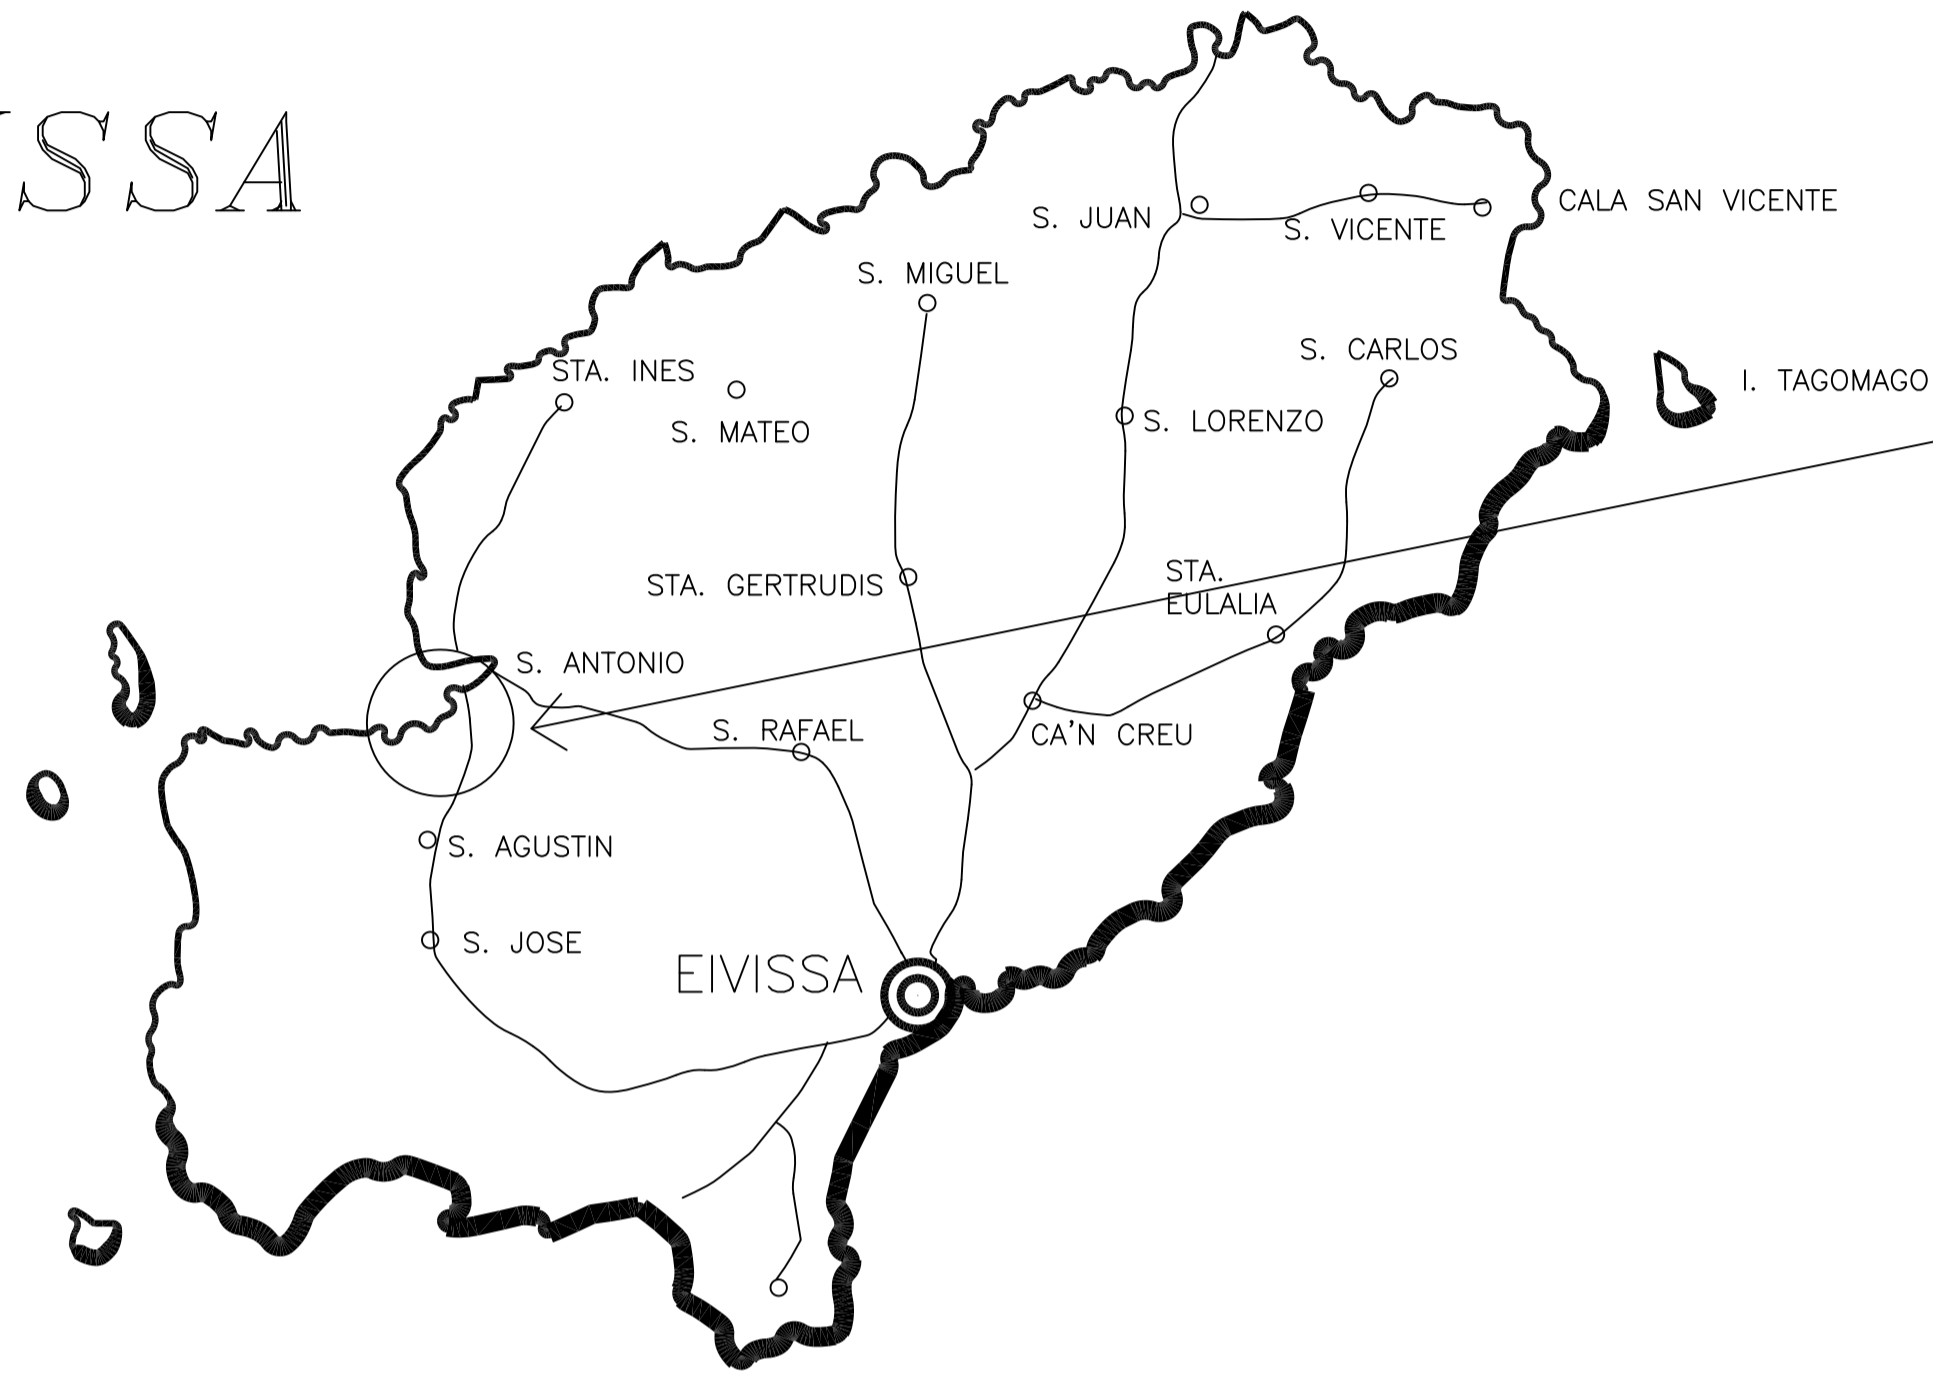 SSA
CALA SAN VICENTE
S. JUAN
S. VICENTE
S. MIGUEL
S. CARLOS
STA. INES
I. TAGOMAGO
S. LORENZO
S. MATEO
STA. GERTRUDIS
STA.
EULALIA
S. ANTONIO
S. RAFAEL
CA'N CREU
S. AGUSTIN
S. JOSE
EIVISSA